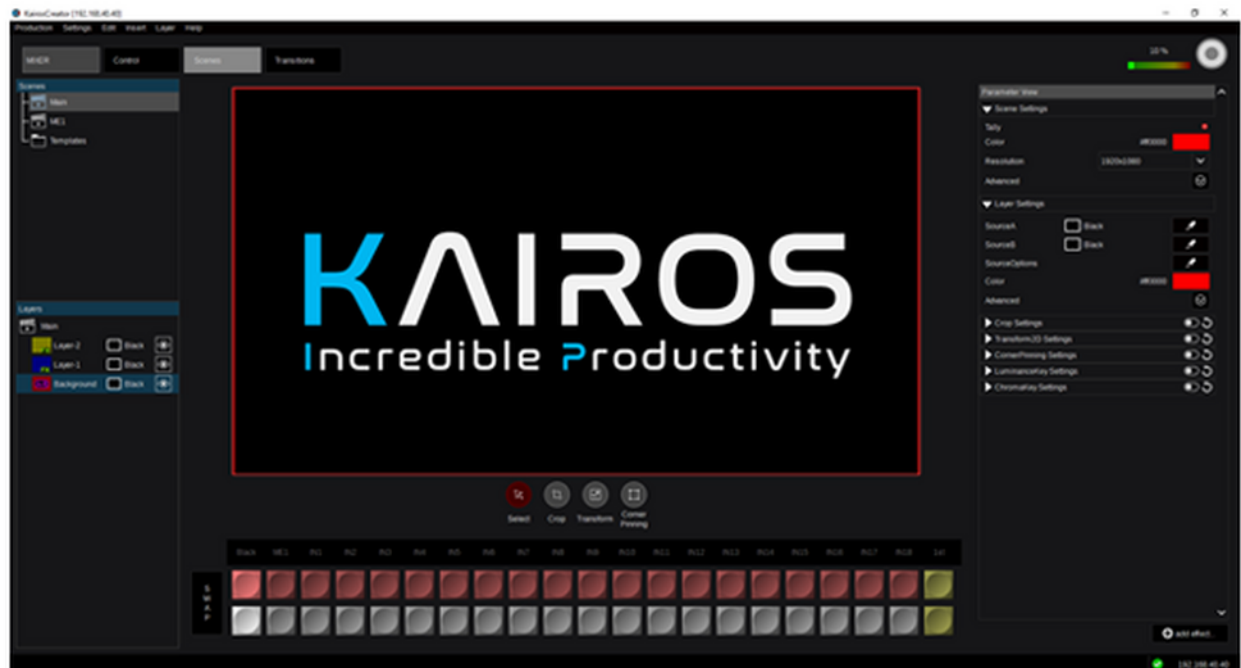 KairosCreator [192.168.40.40]
Production Settings Edit Insert Layer Help
MIXER Control Scenes Transitions
10 %
Scenes
Main
ME1
Templates
Layers
Main
Layer-2 Black
Layer-1 Black
Background Black
KAIROS
Incredible Productivity
Select Crop Transform Corner Pinning
Black ME1 IN1 IN2 IN3 IN4 IN5 IN6 IN7 IN8 IN9 IN10 IN11 IN12 IN13 IN14 IN15 IN16 IN17 IN18
SWAP
Parameter View
Scene Settings
Tally
Color #ff0000
Resolution 1920x1080
Advanced
Layer Settings
SourceA Black
SourceB Black
SourceOptions
Color #ff0000
Advanced
Crop Settings
Transform2D Settings
CornerPinning Settings
LuminanceKey Settings
ChromaKey Settings
add effect...
192.168.40.40